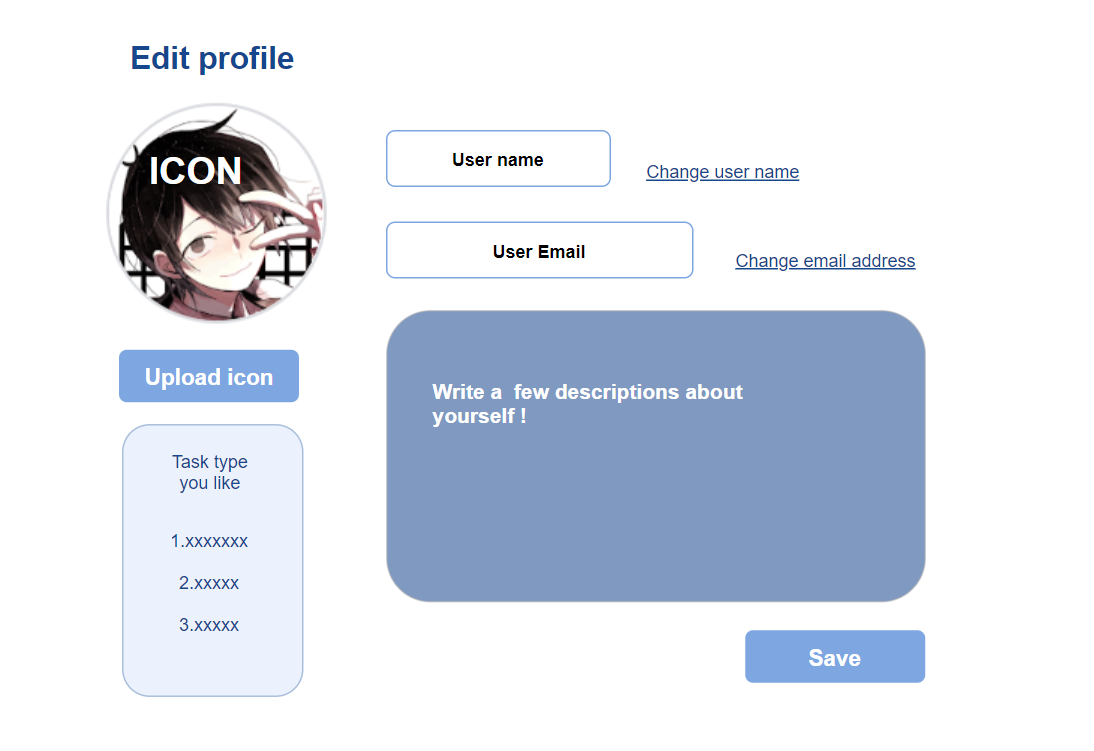 Edit profile
ICON
User name
Change user name
User Email
Change email address
Upload icon
Write a  few descriptions about
yourself !
Task type
you like
1.xxxxxxx
2.xxxxx
3.xxxxx
Save